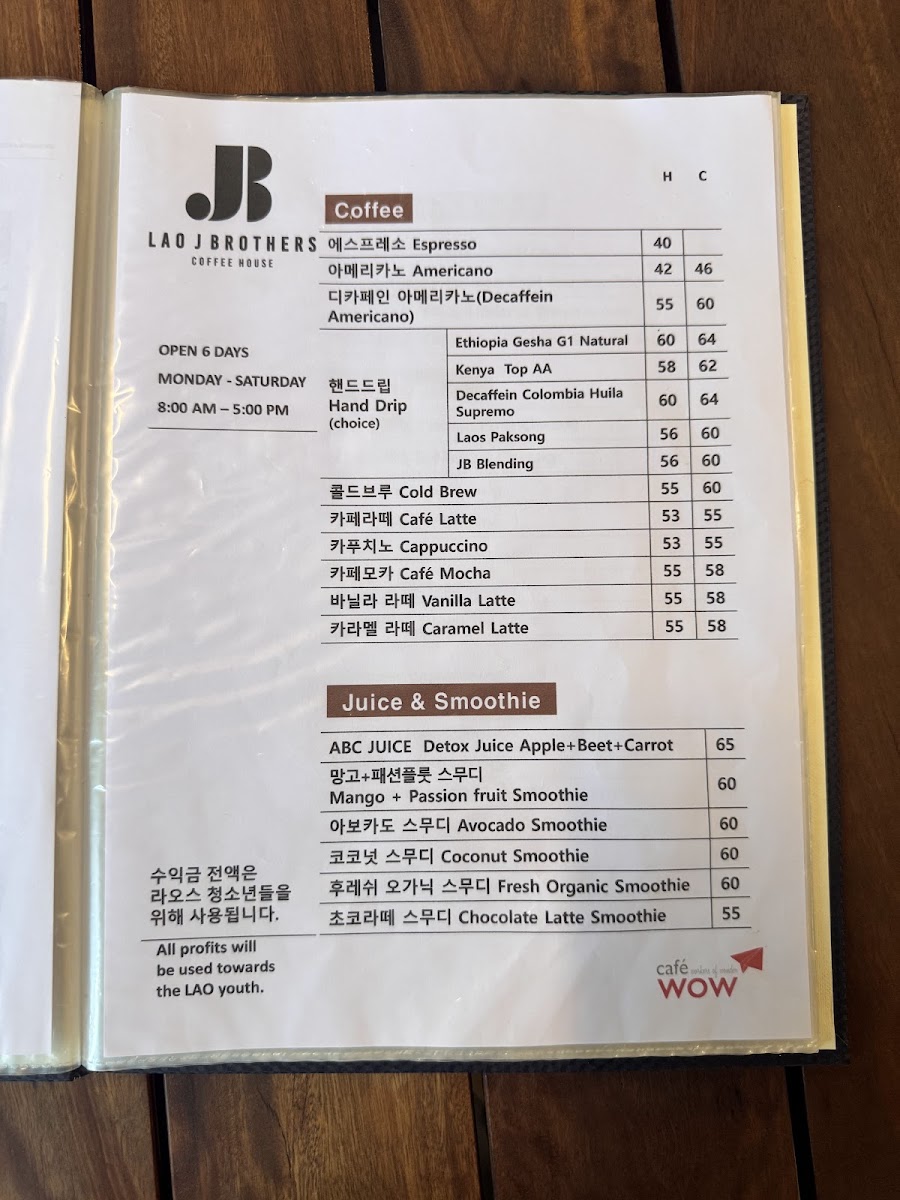 JB
LAO J BROTHERS
COFFEE HOUSE
OPEN 6 DAYS
MONDAY - SATURDAY
8:00 AM – 5:00 PM
H C
Coffee
에스프레소 Espresso 40
아메리카노 Americano 42 46
디카페인 아메리카노(Decaffein
Americano) 55 60
핸드드립
Hand Drip
(choice)
Ethiopia Gesha G1 Natural 60 64
Kenya Top AA 58 62
Decaffein Colombia Huila
Supremo 60 64
Laos Paksong 56 60
JB Blending 56 60
콜드브루 Cold Brew 55 60
카페라떼 Café Latte 53 55
카푸치노 Cappuccino 53 55
카페모카 Café Mocha 55 58
바닐라 라떼 Vanilla Latte 55 58
카라멜 라떼 Caramel Latte 55 58
Juice & Smoothie
ABC JUICE Detox Juice Apple+Beet+Carrot 65
망고+패션플룻 스무디
Mango + Passion fruit Smoothie 60
아보카도 스무디 Avocado Smoothie 60
코코넛 스무디 Coconut Smoothie 60
후레쉬 오가닉 스무디 Fresh Organic Smoothie 60
초코라떼 스무디 Chocolate Latte Smoothie 55
수익금 전액은
라오스 청소년들을
위해 사용됩니다.
All profits will
be used towards
the LAO youth.
café
WOW